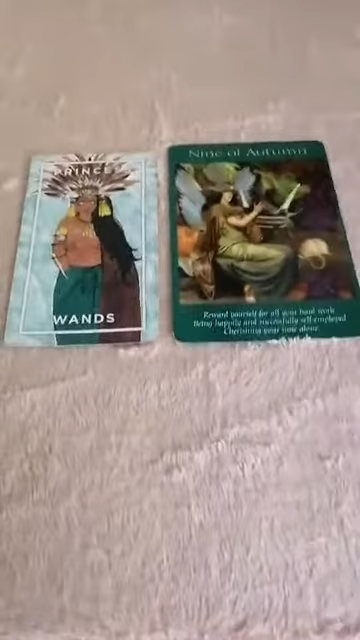 PRINCE
WANDS
Nine of Autumn
Reward yourself for all your hard work
Being happily and successfully self-employed
Cherishing your time alone